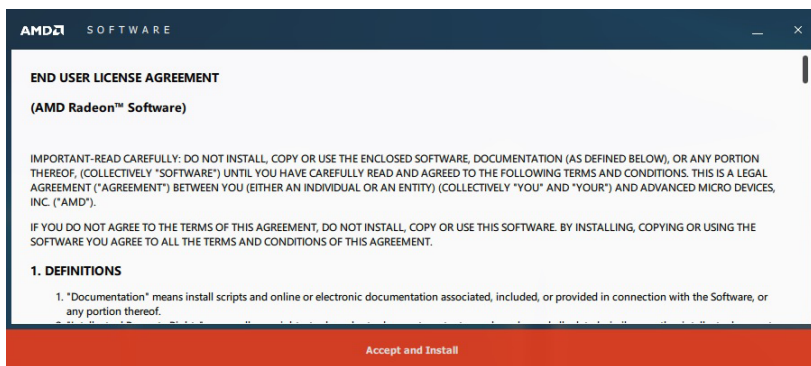 AMD SOFTWARE
END USER LICENSE AGREEMENT
(AMD Radeon™ Software)
IMPORTANT-READ CAREFULLY: DO NOT INSTALL, COPY OR USE THE ENCLOSED SOFTWARE, DOCUMENTATION (AS DEFINED BELOW), OR ANY PORTION
THEREOF, (COLLECTIVELY "SOFTWARE") UNTIL YOU HAVE CAREFULLY READ AND AGREED TO THE FOLLOWING TERMS AND CONDITIONS. THIS IS A LEGAL
AGREEMENT ("AGREEMENT") BETWEEN YOU (EITHER AN INDIVIDUAL OR AN ENTITY) (COLLECTIVELY "YOU" AND "YOUR") AND ADVANCED MICRO DEVICES,
INC. ("AMD").
IF YOU DO NOT AGREE TO THE TERMS OF THIS AGREEMENT, DO NOT INSTALL, COPY OR USE THIS SOFTWARE. BY INSTALLING, COPYING OR USING THE
SOFTWARE YOU AGREE TO ALL THE TERMS AND CONDITIONS OF THIS AGREEMENT.
1. DEFINITIONS
1. "Documentation" means install scripts and online or electronic documentation associated, included, or provided in connection with the Software, or
any portion thereof.
Accept and Install